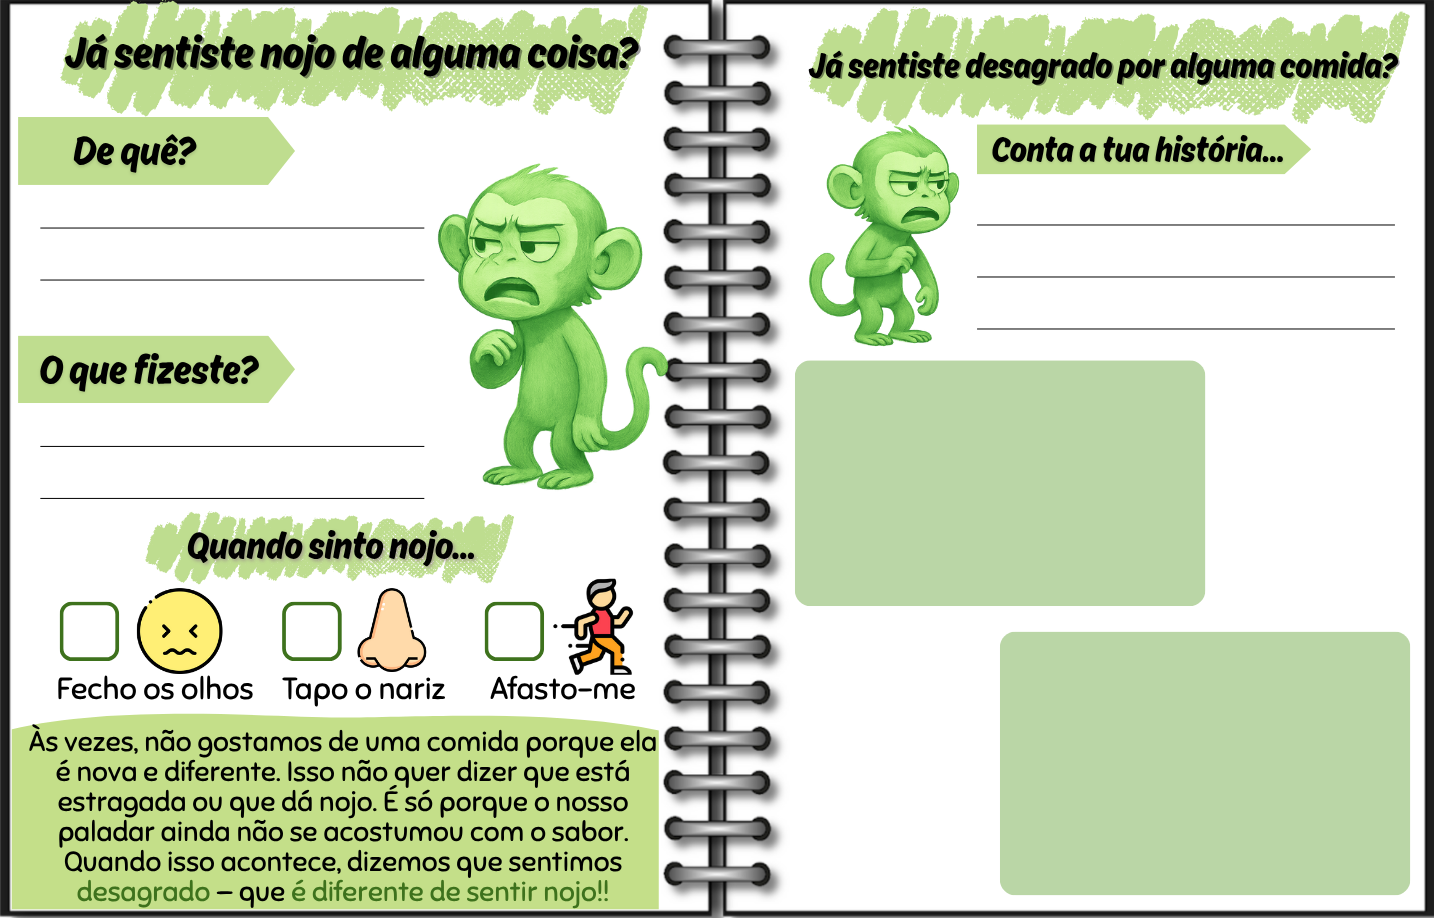 Já sentiste nojo de alguma coisa?
De quê?
O que fizeste?
Quando sinto nojo...
Fecho os olhos
Tapo o nariz
Afasto-me
Às vezes, não gostamos de uma comida porque ela
é nova e diferente. Isso não quer dizer que está
estragada ou que dá nojo. É só porque o nosso
paladar ainda não se acostumou com o sabor.
Quando isso acontece, dizemos que sentimos
desagrado – que é diferente de sentir nojo!!
Já sentiste desagrado por alguma comida?
Conta a tua história...